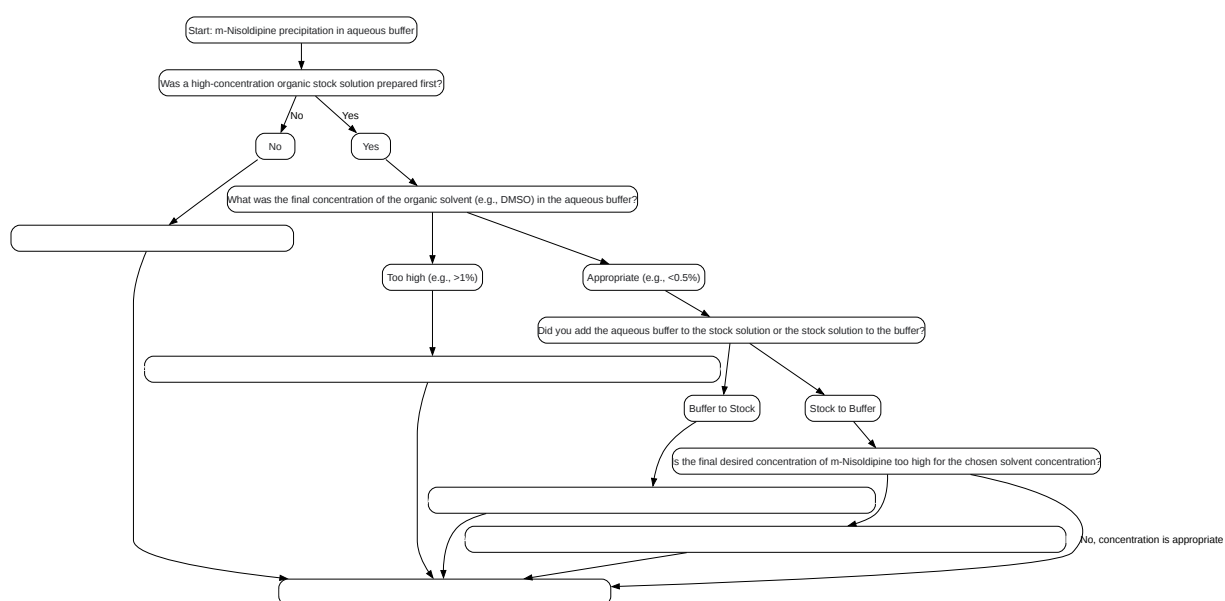 Start: m-Nisoldipine precipitation in aqueous buffer
Was a high-concentration organic stock solution prepared first?
No
Yes
No
Yes
What was the final concentration of the organic solvent (e.g., DMSO) in the aqueous buffer?
Too high (e.g., >1%)
Appropriate (e.g., <0.5%)
Did you add the aqueous buffer to the stock solution or the stock solution to the buffer?
Buffer to Stock
Stock to Buffer
Is the final desired concentration of m-Nisoldipine too high for the chosen solvent concentration?
No, concentration is appropriate